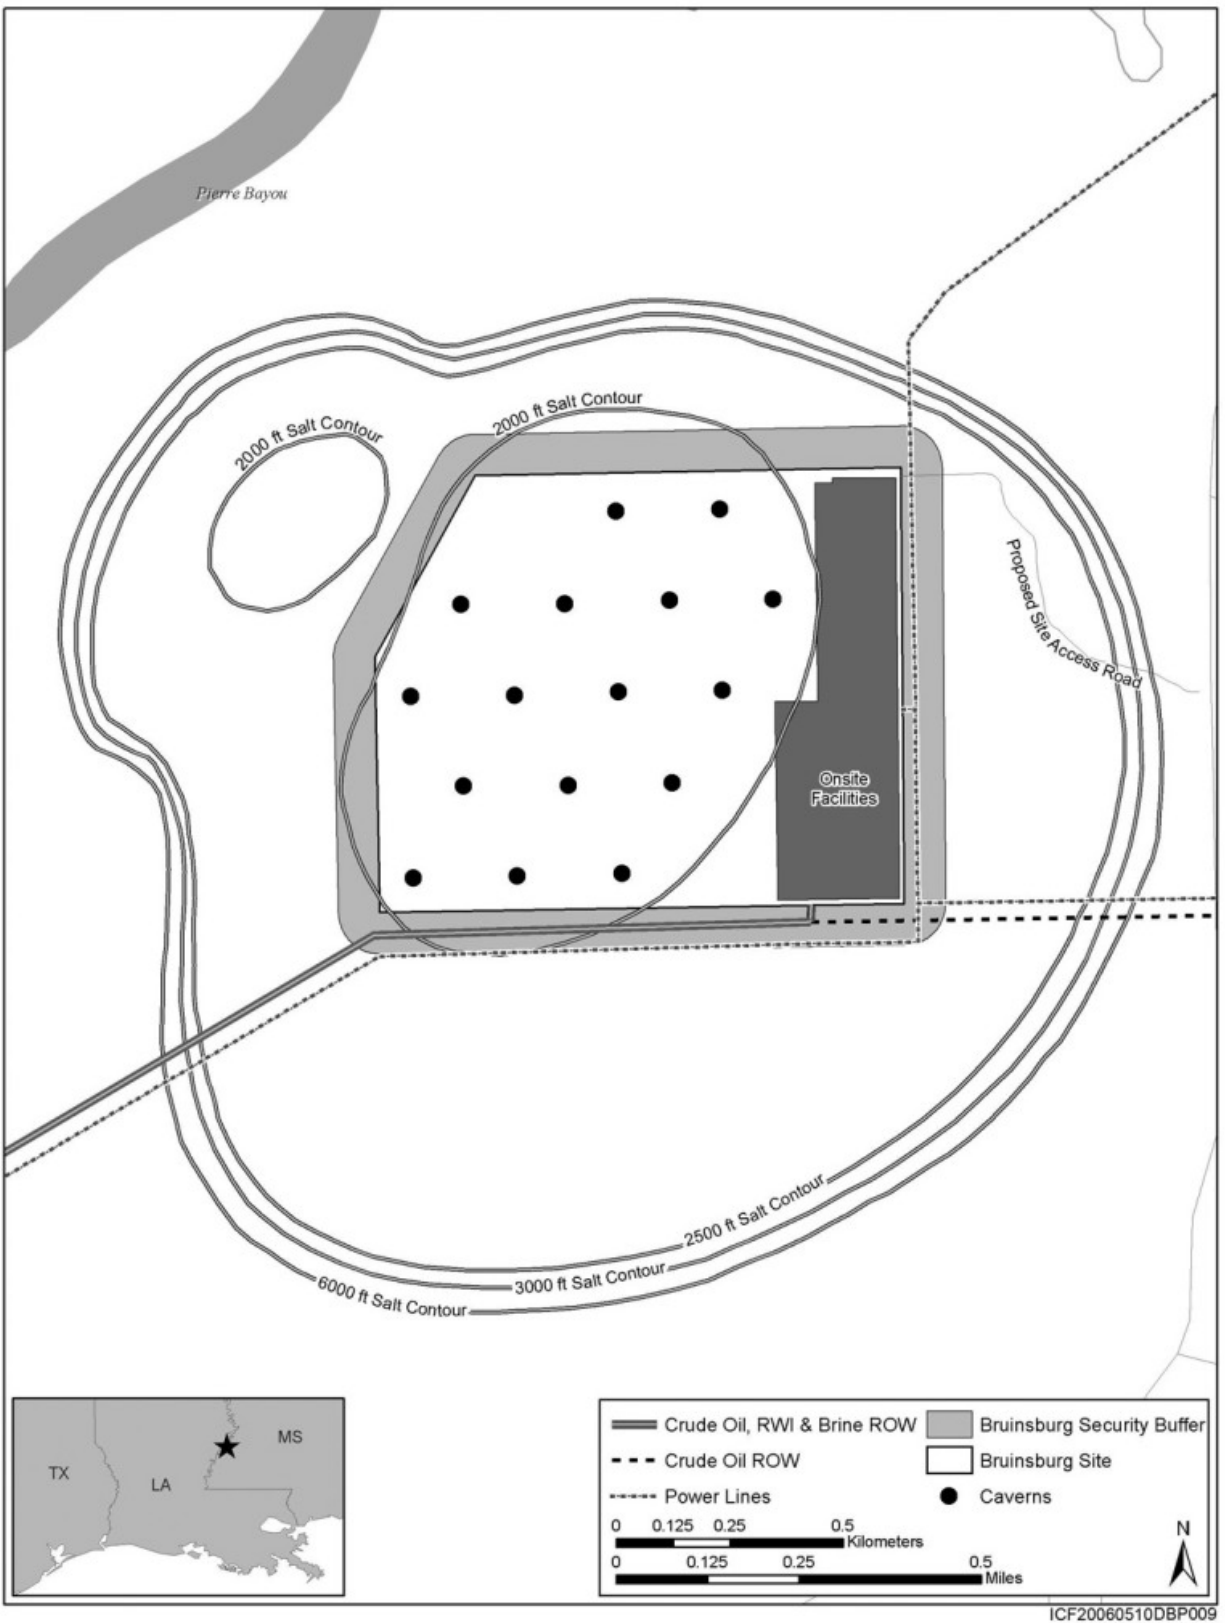 Pierre Bayou
2000 ft Salt Contour
2000 ft Salt Contour
Proposed Site Access Road
Onsite
Facilities
2500 ft Salt Contour
3000 ft Salt Contour
6000 ft Salt Contour
TX
LA
MS
Crude Oil, RWI & Brine ROW
Crude Oil ROW
Power Lines
Bruinsburg Security Buffer
Bruinsburg Site
Caverns
0 0.125 0.25 0.5
Kilometers
0 0.125 0.25 0.5
Miles
N
ICF20060510DBP009